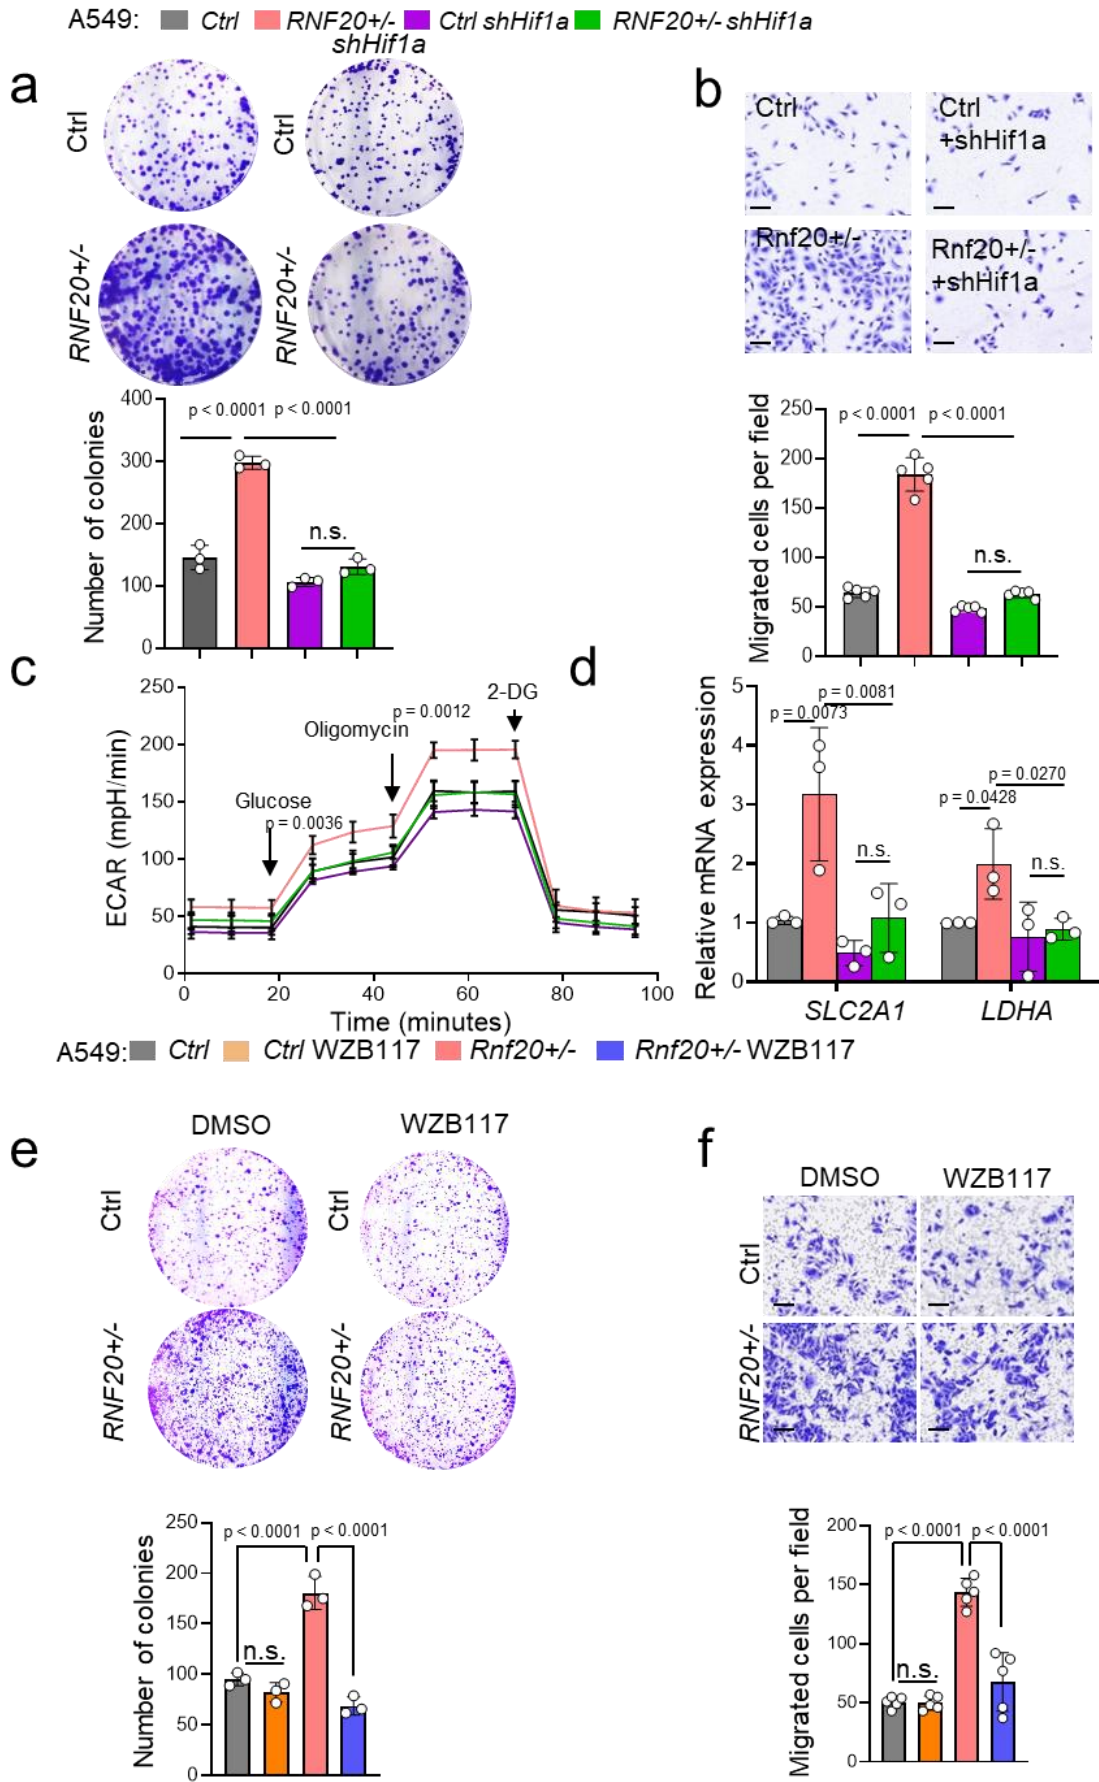 A549: Ctrl RNF20+/- Ctrl shHif1a RNF20+/- shHif1a
a
shHif1a
Ctrl
Ctrl
RNF20+/-
RNF20+/-
Number of colonies
400
300
200
100
0
p < 0.0001 p < 0.0001
n.s.
b
Ctrl
Ctrl
+shHif1a
Rnf20+/-
Rnf20+/-
+shHif1a
Migrated cells per field
250
200
150
100
50
0
p < 0.0001 p < 0.0001
n.s.
c
ECAR (mpH/min)
250
200
150
100
50
0
Glucose
p = 0.0036
Oligomycin
p = 0.0012
2-DG
0 20 40 60 80 100
Time (minutes)
d
Relative mRNA expression
5
4
3
2
1
0
p = 0.0081
p = 0.0073
n.s.
p = 0.0270
p = 0.0428
n.s.
SLC2A1 LDHA
A549: Ctrl Ctrl WZB117 Rnf20+/- Rnf20+/- WZB117
e
DMSO WZB117
Ctrl
Ctrl
RNF20+/-
RNF20+/-
Number of colonies
250
200
150
100
50
0
p < 0.0001 p < 0.0001
n.s.
f
DMSO WZB117
Ctrl
RNF20+/-
Migrated cells per field
200
150
100
50
0
p < 0.0001 p < 0.0001
n.s.